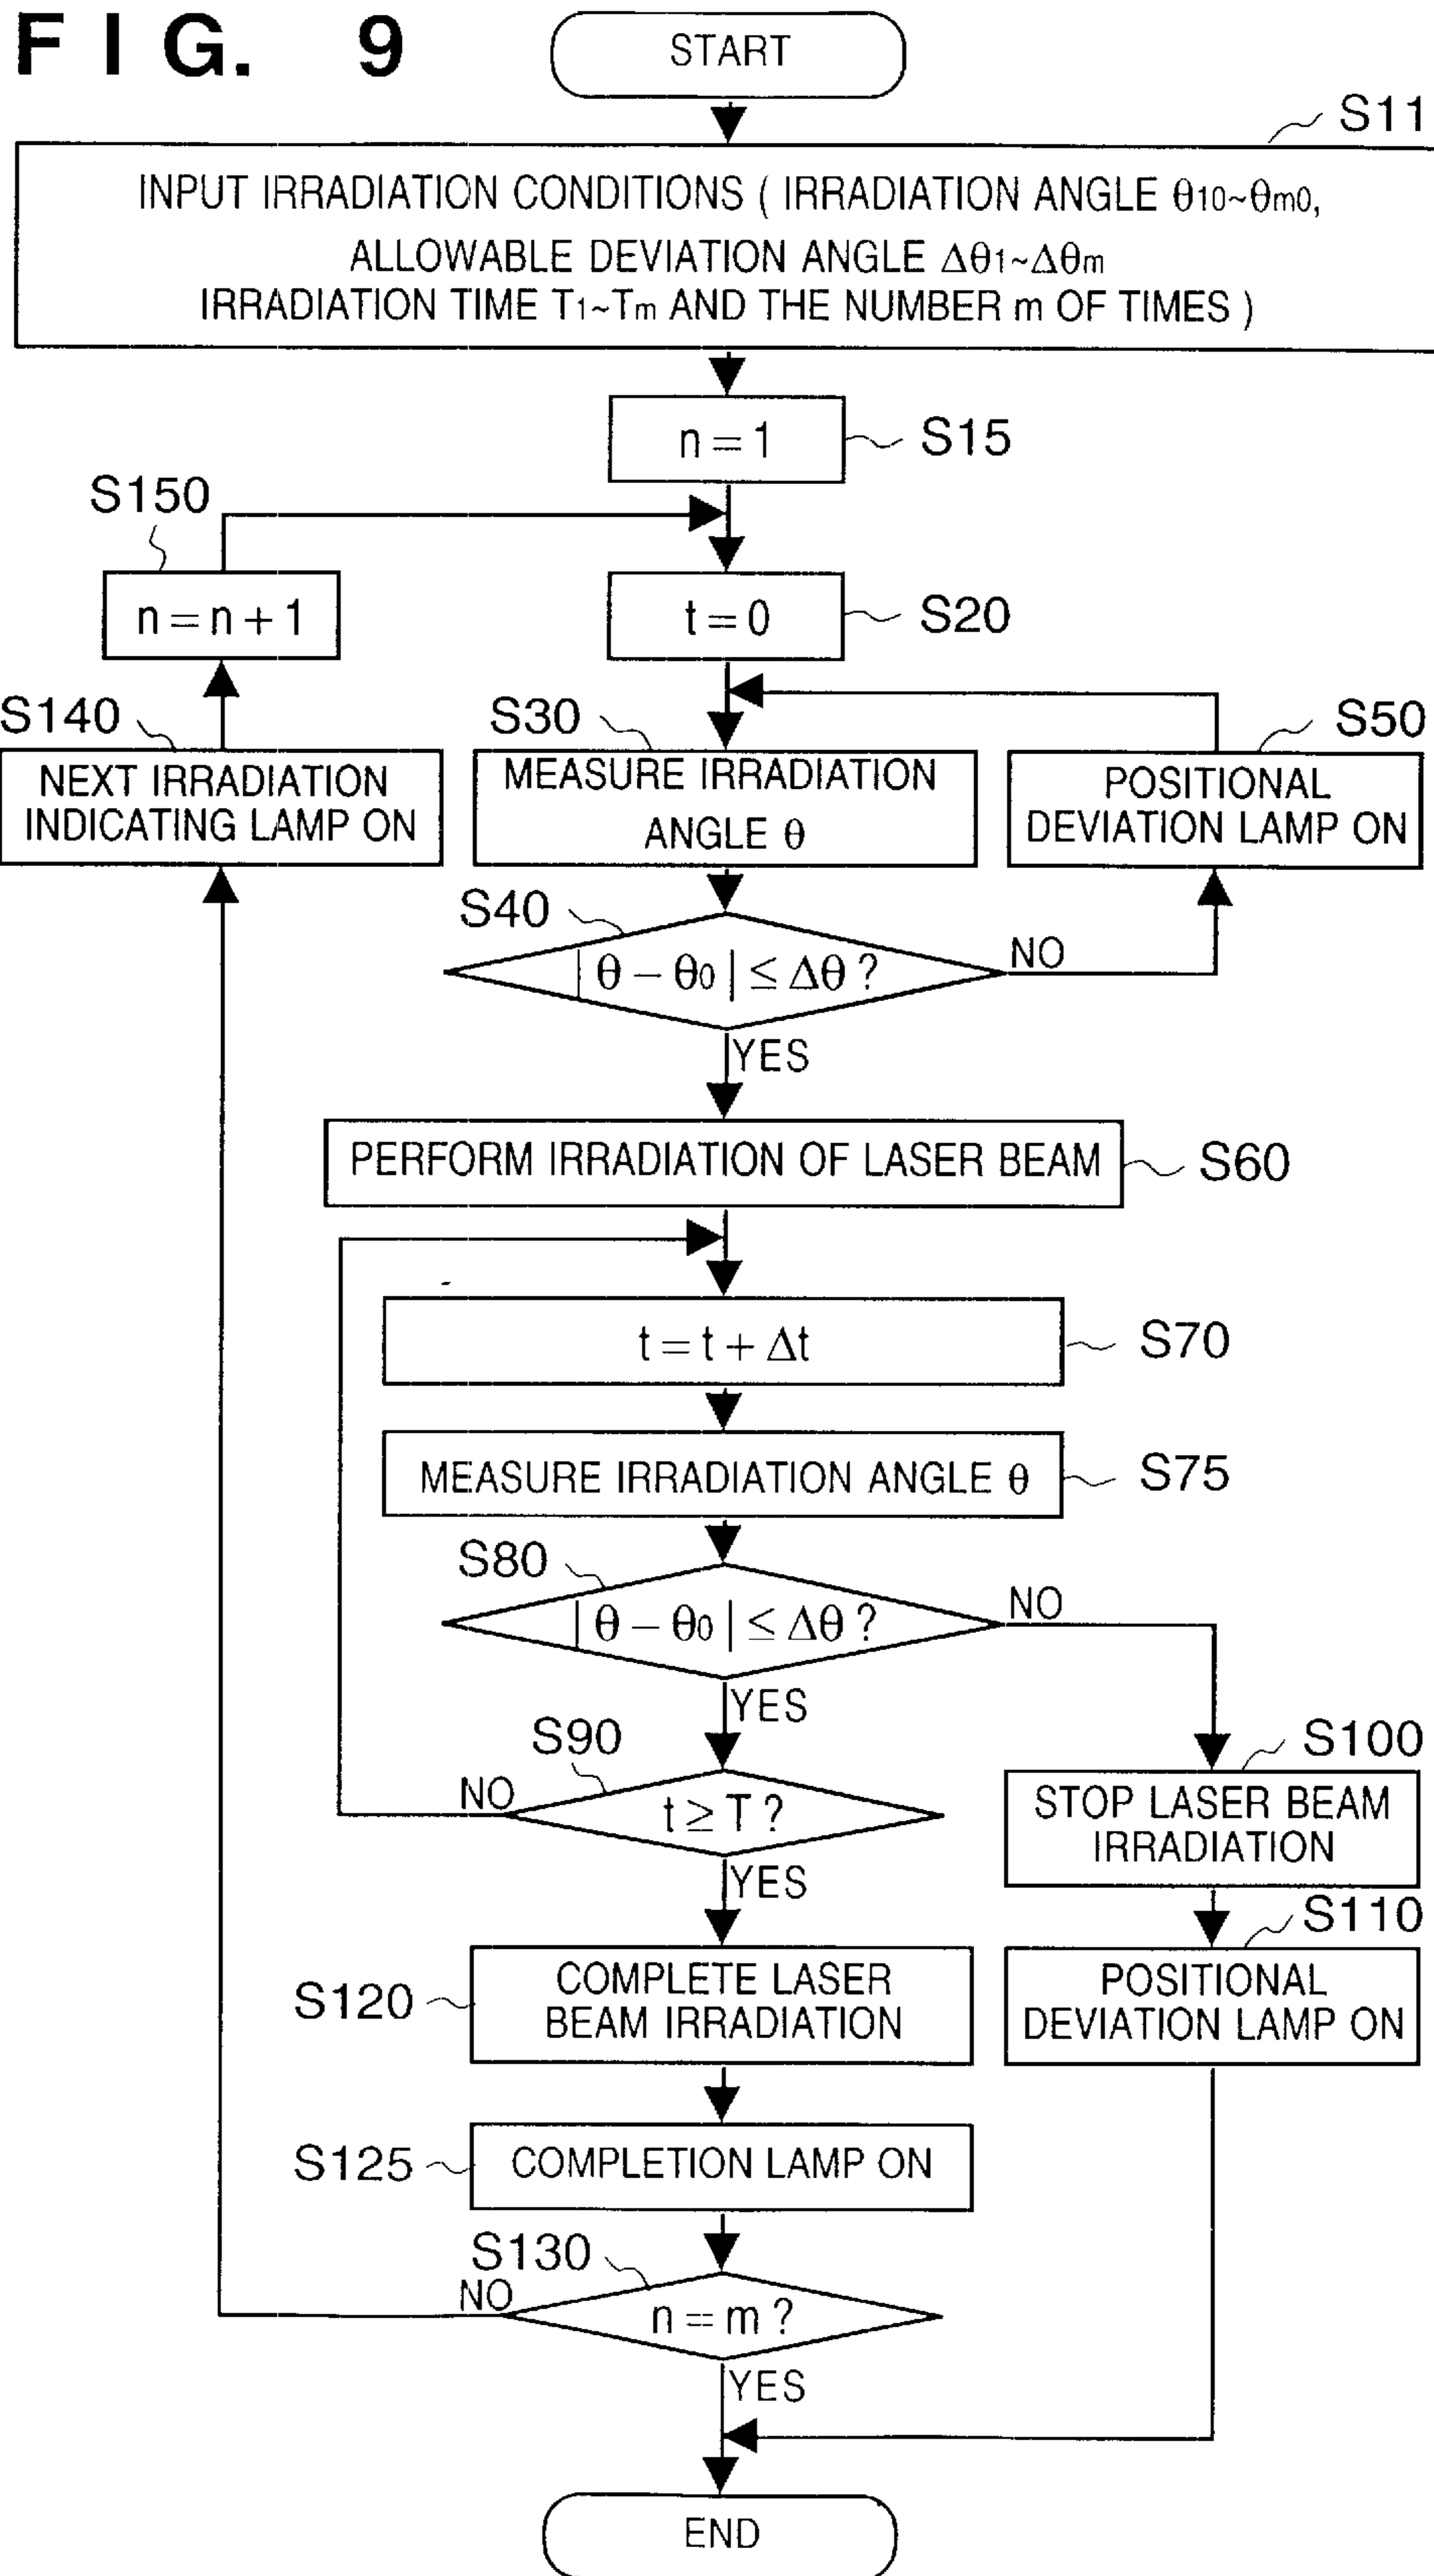 FIG. 9
START
S11
INPUT IRRADIATION CONDITIONS ( IRRADIATION ANGLE θ10~θm0,
ALLOWABLE DEVIATION ANGLE Δθ1~Δθm
IRRADIATION TIME T1~Tm AND THE NUMBER m OF TIMES )
n = 1
S15
S150
n = n + 1
t = 0
S20
S140
NEXT IRRADIATION
INDICATING LAMP ON
S30
MEASURE IRRADIATION
ANGLE θ
S50
POSITIONAL
DEVIATION LAMP ON
S40
| θ − θ0 | ≤ Δθ ?
NO
YES
PERFORM IRRADIATION OF LASER BEAM
S60
t = t + Δt
S70
MEASURE IRRADIATION ANGLE θ
S75
S80
| θ − θ0 | ≤ Δθ ?
NO
YES
S90
NO
t ≥ T ?
YES
S100
STOP LASER BEAM
IRRADIATION
S110
POSITIONAL
DEVIATION LAMP ON
S120
COMPLETE LASER
BEAM IRRADIATION
S125
COMPLETION LAMP ON
S130
NO
n = m ?
YES
END